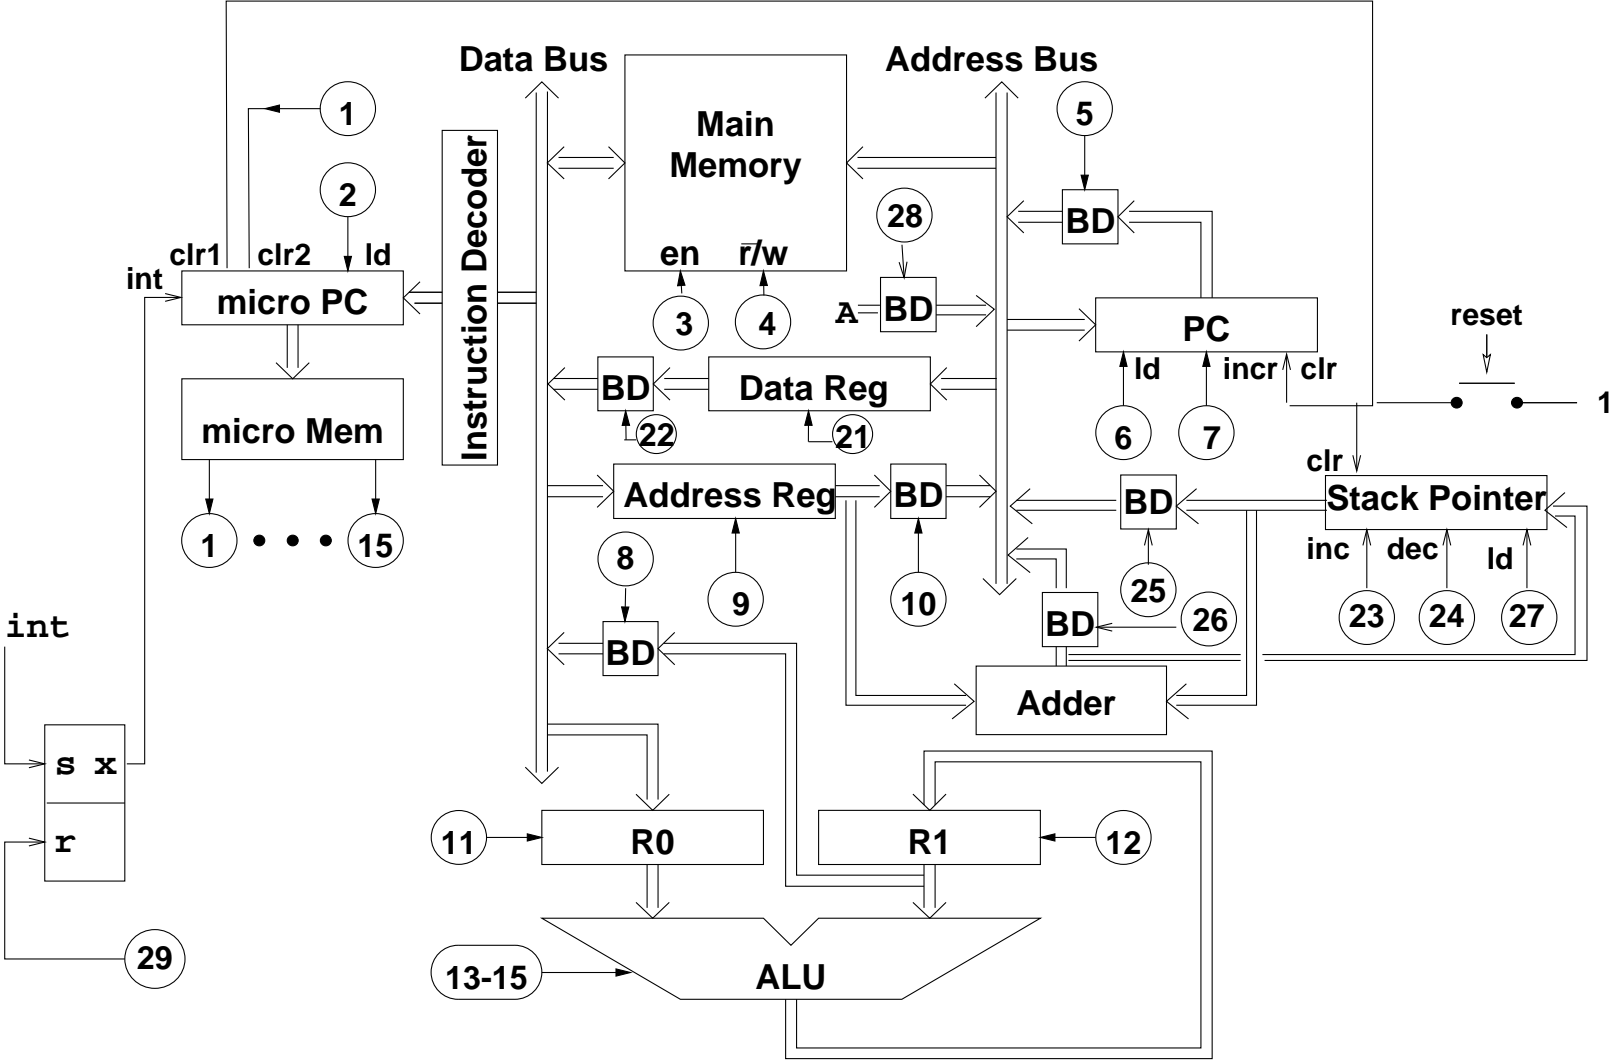 Data Bus
Address Bus
1
5
Main
Memory
Instruction Decoder
2
BD
28
clr1
clr2
ld
en
r̅/w
int
micro PC
3
4
A
BD
PC
reset
ld
incr
clr
BD
Data Reg
1
micro Mem
22
21
6
7
clr
Address Reg
BD
BD
Stack Pointer
1
15
inc
dec
ld
8
9
10
25
26
23
24
27
int
BD
BD
Adder
s x
r
11
R0
R1
12
29
13-15
ALU